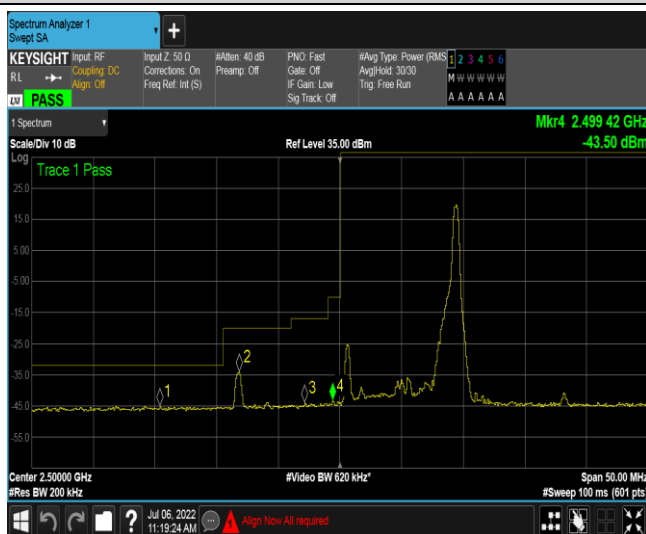 Spectrum Analyzer 1
Swept SA
KEYSIGHT
RL
LXI PASS
Input: RF
Coupling: DC
Align: Off
Input Z: 50 Ω
Corrections: On
Freq Ref: Int (S)
#Atten: 40 dB
Preamp: Off
PNO: Fast
Gate: Off
IF Gain: Low
Sig Track: Off
#Avg Type: Power (RMS
Avg|Hold: 30/30
Trig: Free Run
1 2 3 4 5 6
M W W W W W
A A A A A A
1 Spectrum
Scale/Div 10 dB
Ref Level 35.00 dBm
Mkr4 2.499 42 GHz
-43.50 dBm
Log
Trace 1 Pass
25.0
15.0
5.00
-5.00
-15.0
-25.0
-35.0
-45.0
-55.0
1
2
3
4
Center 2.50000 GHz
#Res BW 200 kHz
#Video BW 620 kHz*
Span 50.00 MHz
#Sweep 100 ms (601 pts)
?
Jul 06, 2022
11:19:24 AM
Align Now All required